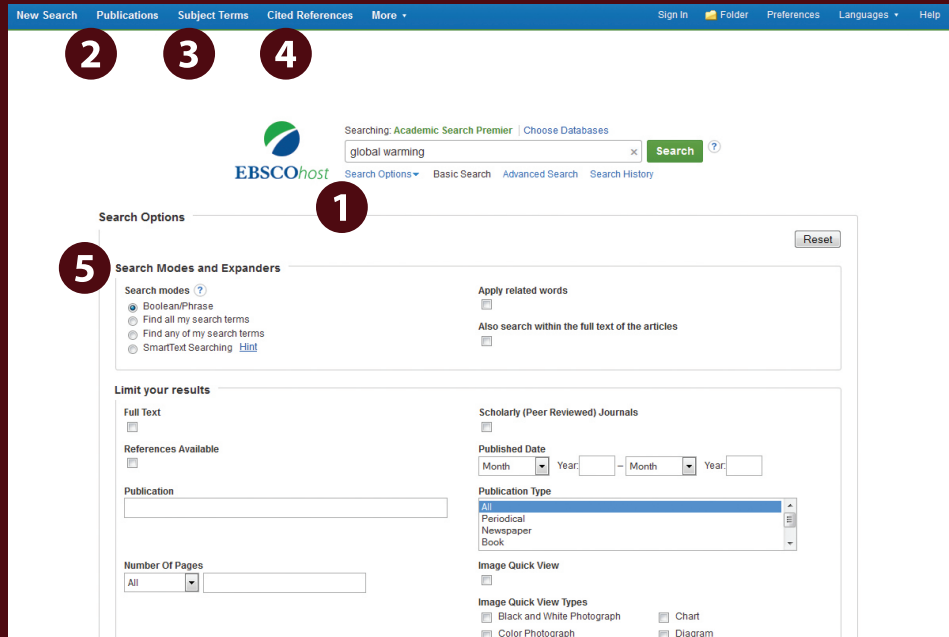 New Search Publications Subject Terms Cited References More Sign In Folder Preferences Languages Help
2 3 4
Searching: Academic Search Premier | Choose Databases
global warming × Search ?
EBSCOhost
Search Options Basic Search Advanced Search Search History
1
Search Options
Reset
5
Search Modes and Expanders
Search modes ? Apply related words
Boolean/Phrase
Find all my search terms Also search within the full text of the articles
Find any of my search terms
SmartText Searching Hint
Limit your results
Full Text Scholarly (Peer Reviewed) Journals
References Available Published Date
Month Year: – Month Year:
Publication Publication Type
All
Periodical
Newspaper
Book
Number Of Pages Image Quick View
All
Image Quick View Types
Black and White Photograph Chart
Color Photograph Diagram